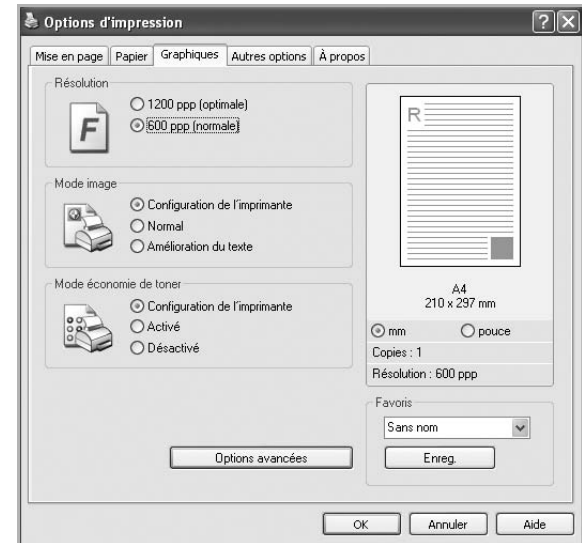 Options d'impression
Mise en page Papier Graphiques Autres options À propos
Résolution
F
1200 ppp (optimale)
600 ppp (normale)
Mode image
Configuration de l'imprimante
Normal
Amélioration du texte
Mode économie de toner
Configuration de l'imprimante
Activé
Désactivé
Options avancées
R
A4
210 x 297 mm
mm pouce
Copies : 1
Résolution : 600 ppp
Favoris
Sans nom
Enreg.
OK Annuler Aide